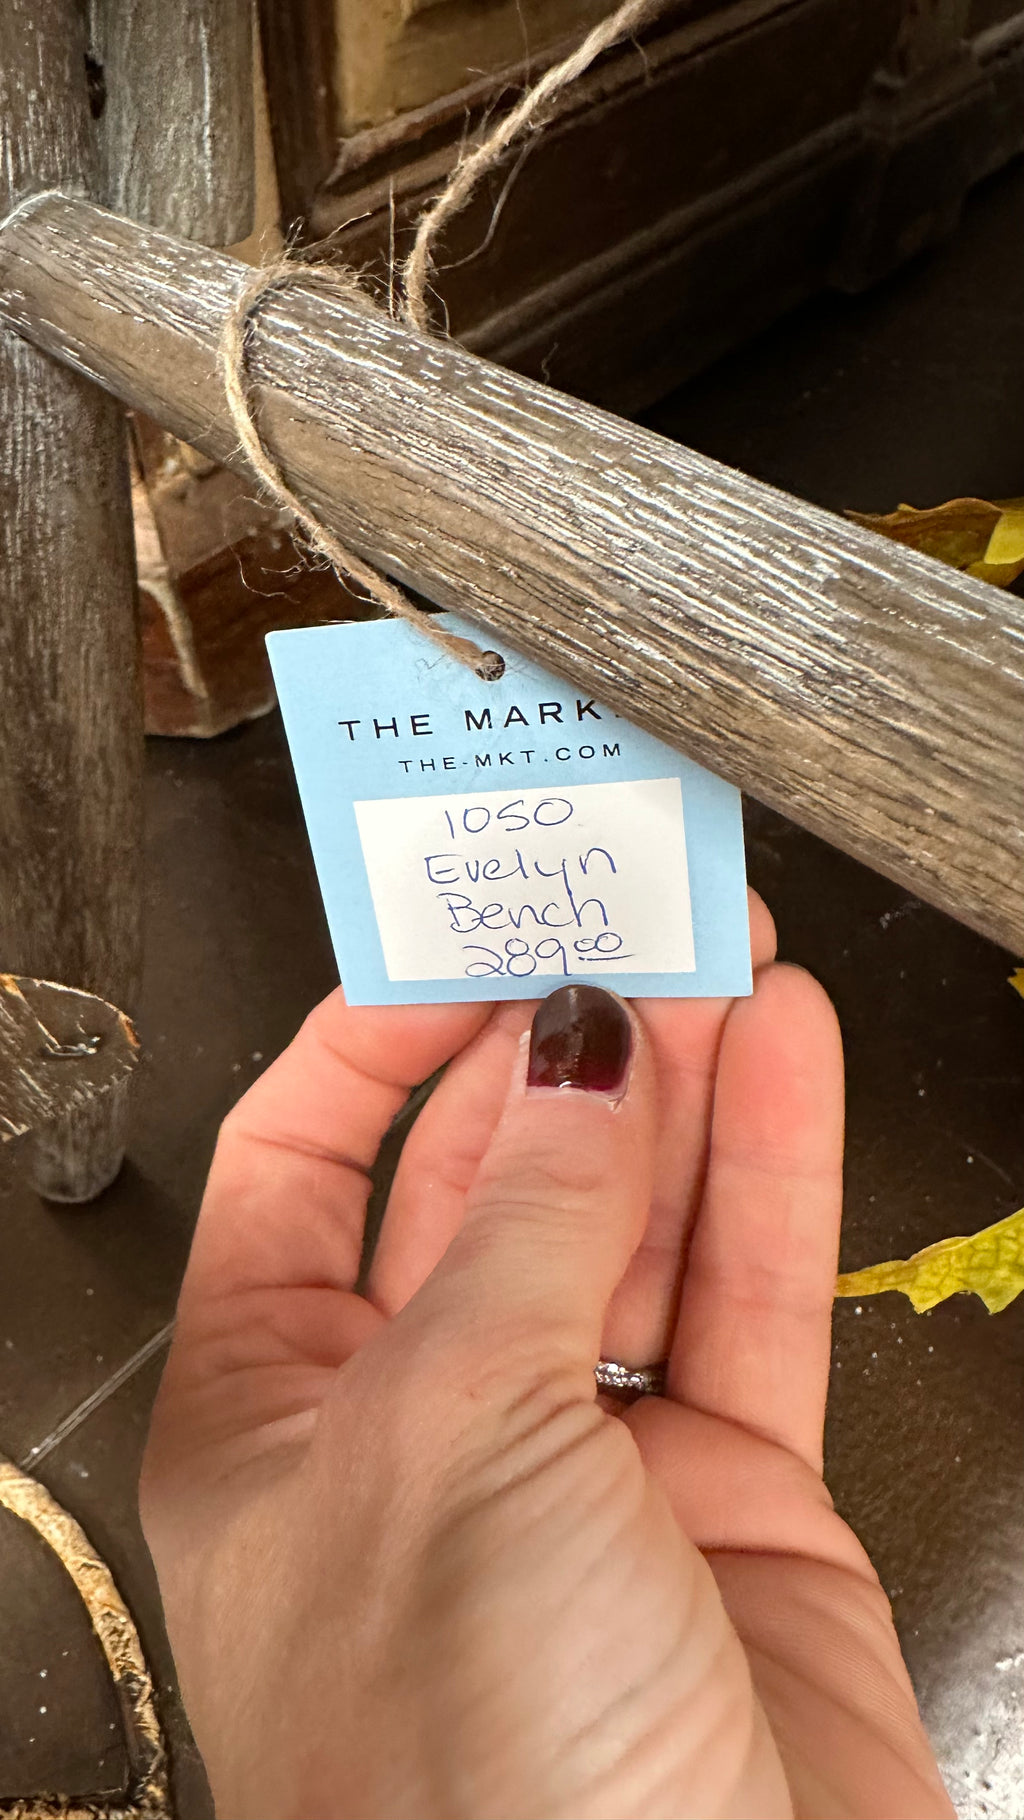 THE MARK
THE-MKT.COM
1050
Evelyn
Bench
289.00